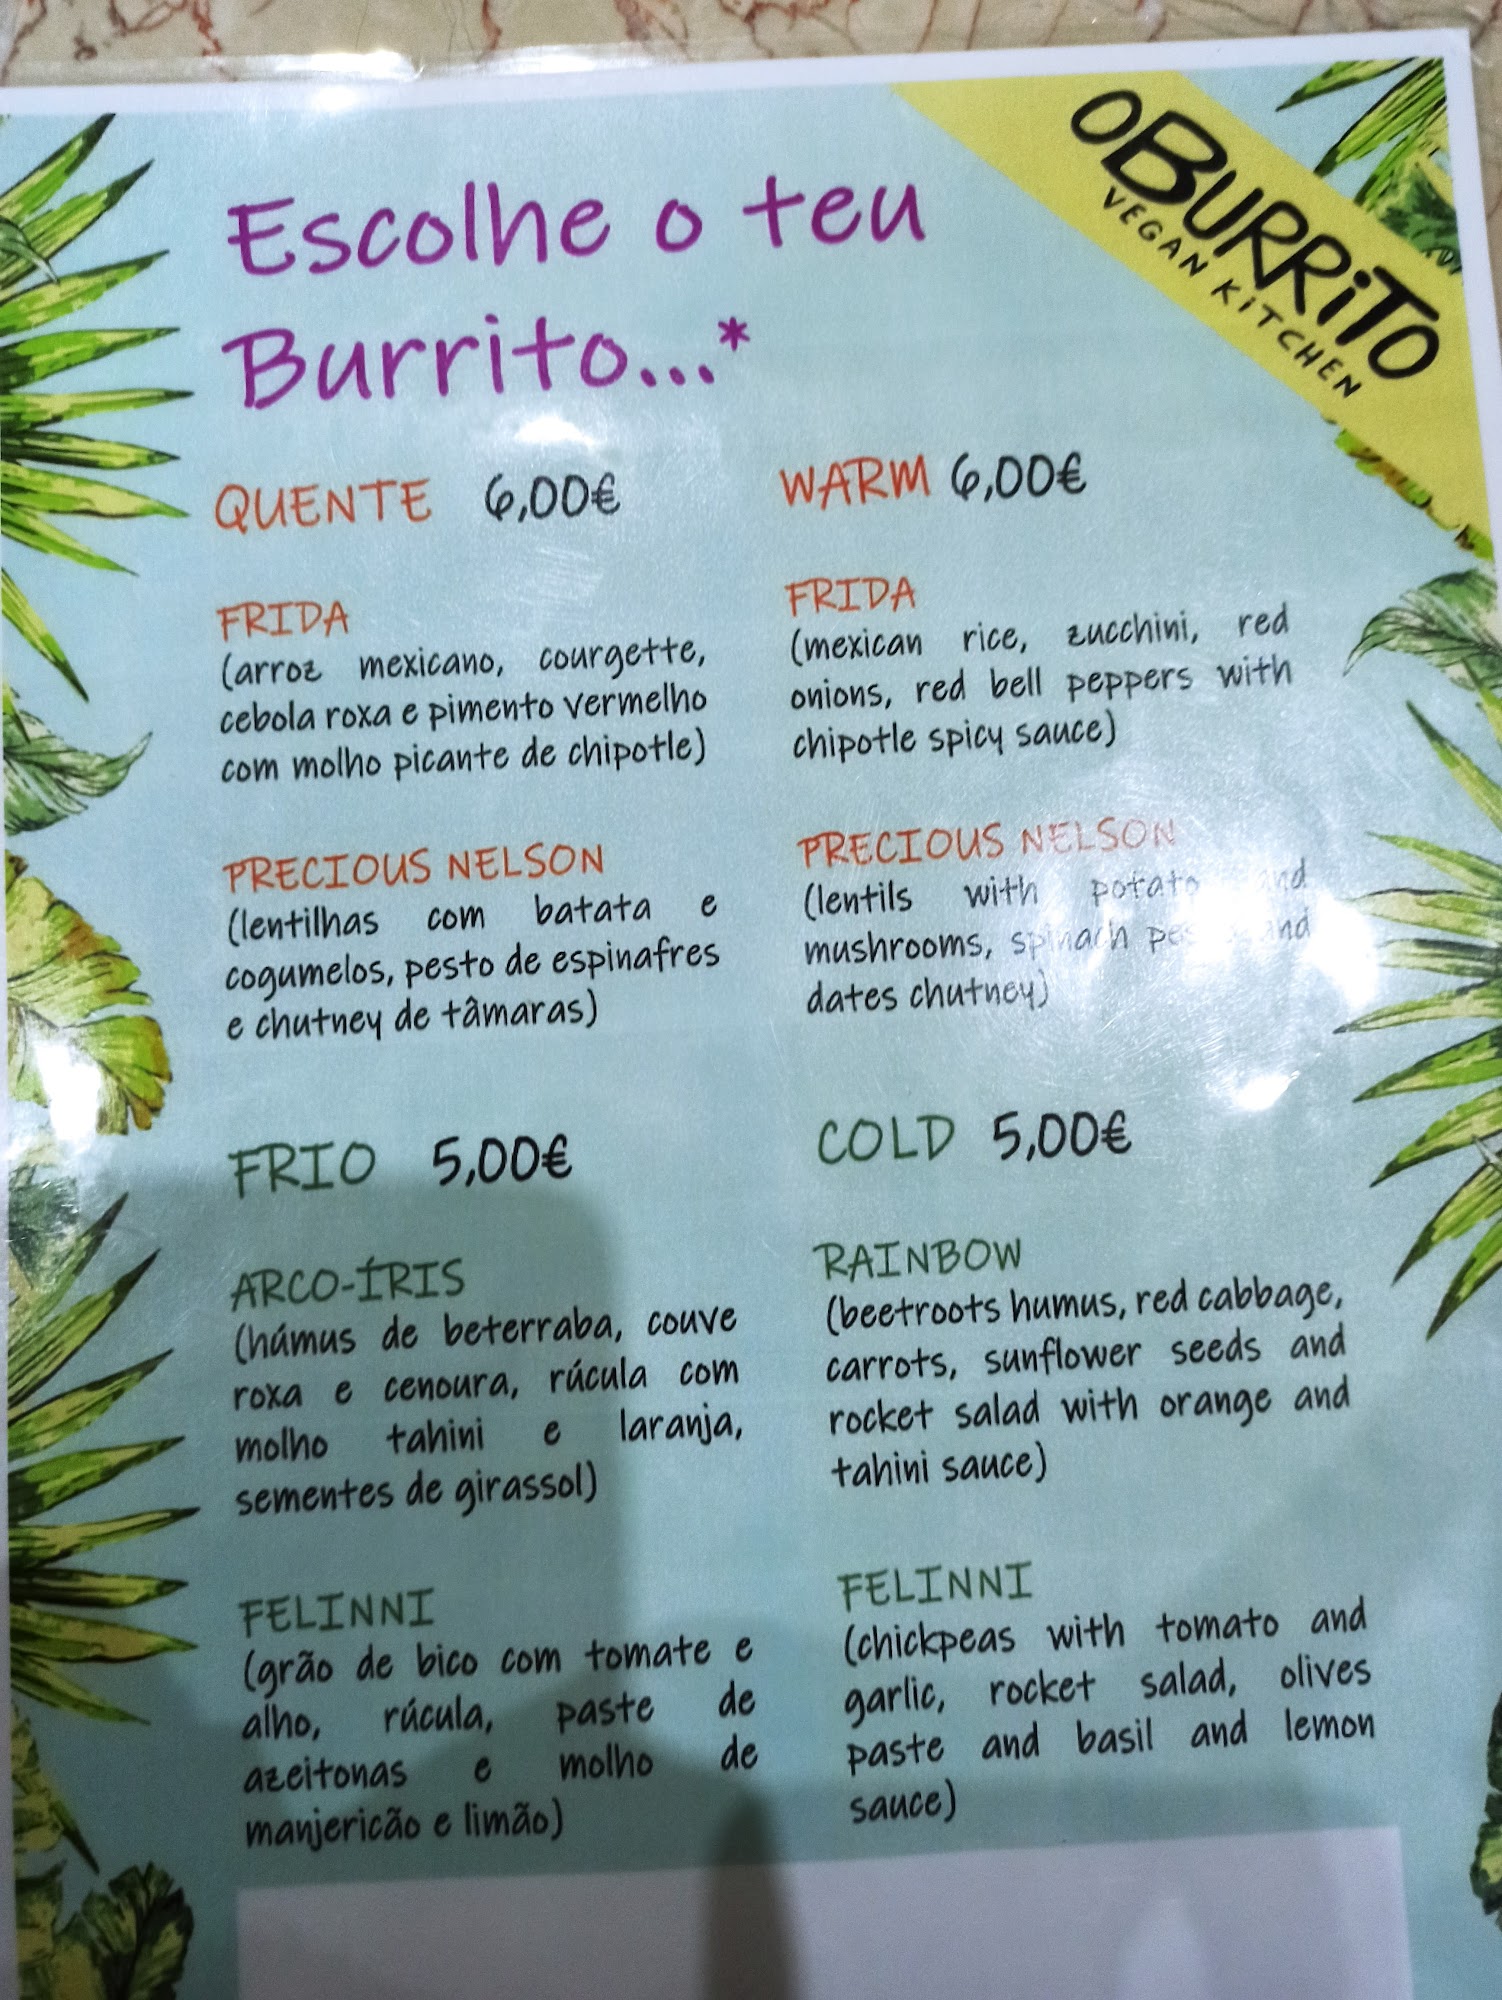 OBURRITO
VEGAN KITCHEN
Escolhe o teu
Burrito...*
QUENTE 6,00€
FRIDA
(arroz mexicano, courgette,
cebola roxa e pimento vermelho
com molho picante de chipotle)
PRECIOUS NELSON
(lentilhas com batata e
cogumelos, pesto de espinafres
e chutney de tâmaras)
FRIO 5,00€
ARCO-ÍRIS
(húmus de beterraba, couve
roxa e cenoura, rúcula com
molho tahini e laranja,
sementes de girassol)
FELINNI
(grão de bico com tomate e
alho, rúcula, paste de
azeitonas e molho de
manjericão e limão)
WARM 6,00€
FRIDA
(mexican rice, zucchini, red
onions, red bell peppers with
chipotle spicy sauce)
PRECIOUS NELSON
(lentils with potato and
mushrooms, spinach pesto and
dates chutney)
COLD 5,00€
RAINBOW
(beetroots humus, red cabbage,
carrots, sunflower seeds and
rocket salad with orange and
tahini sauce)
FELINNI
(chickpeas with tomato and
garlic, rocket salad, olives
paste and basil and lemon
sauce)